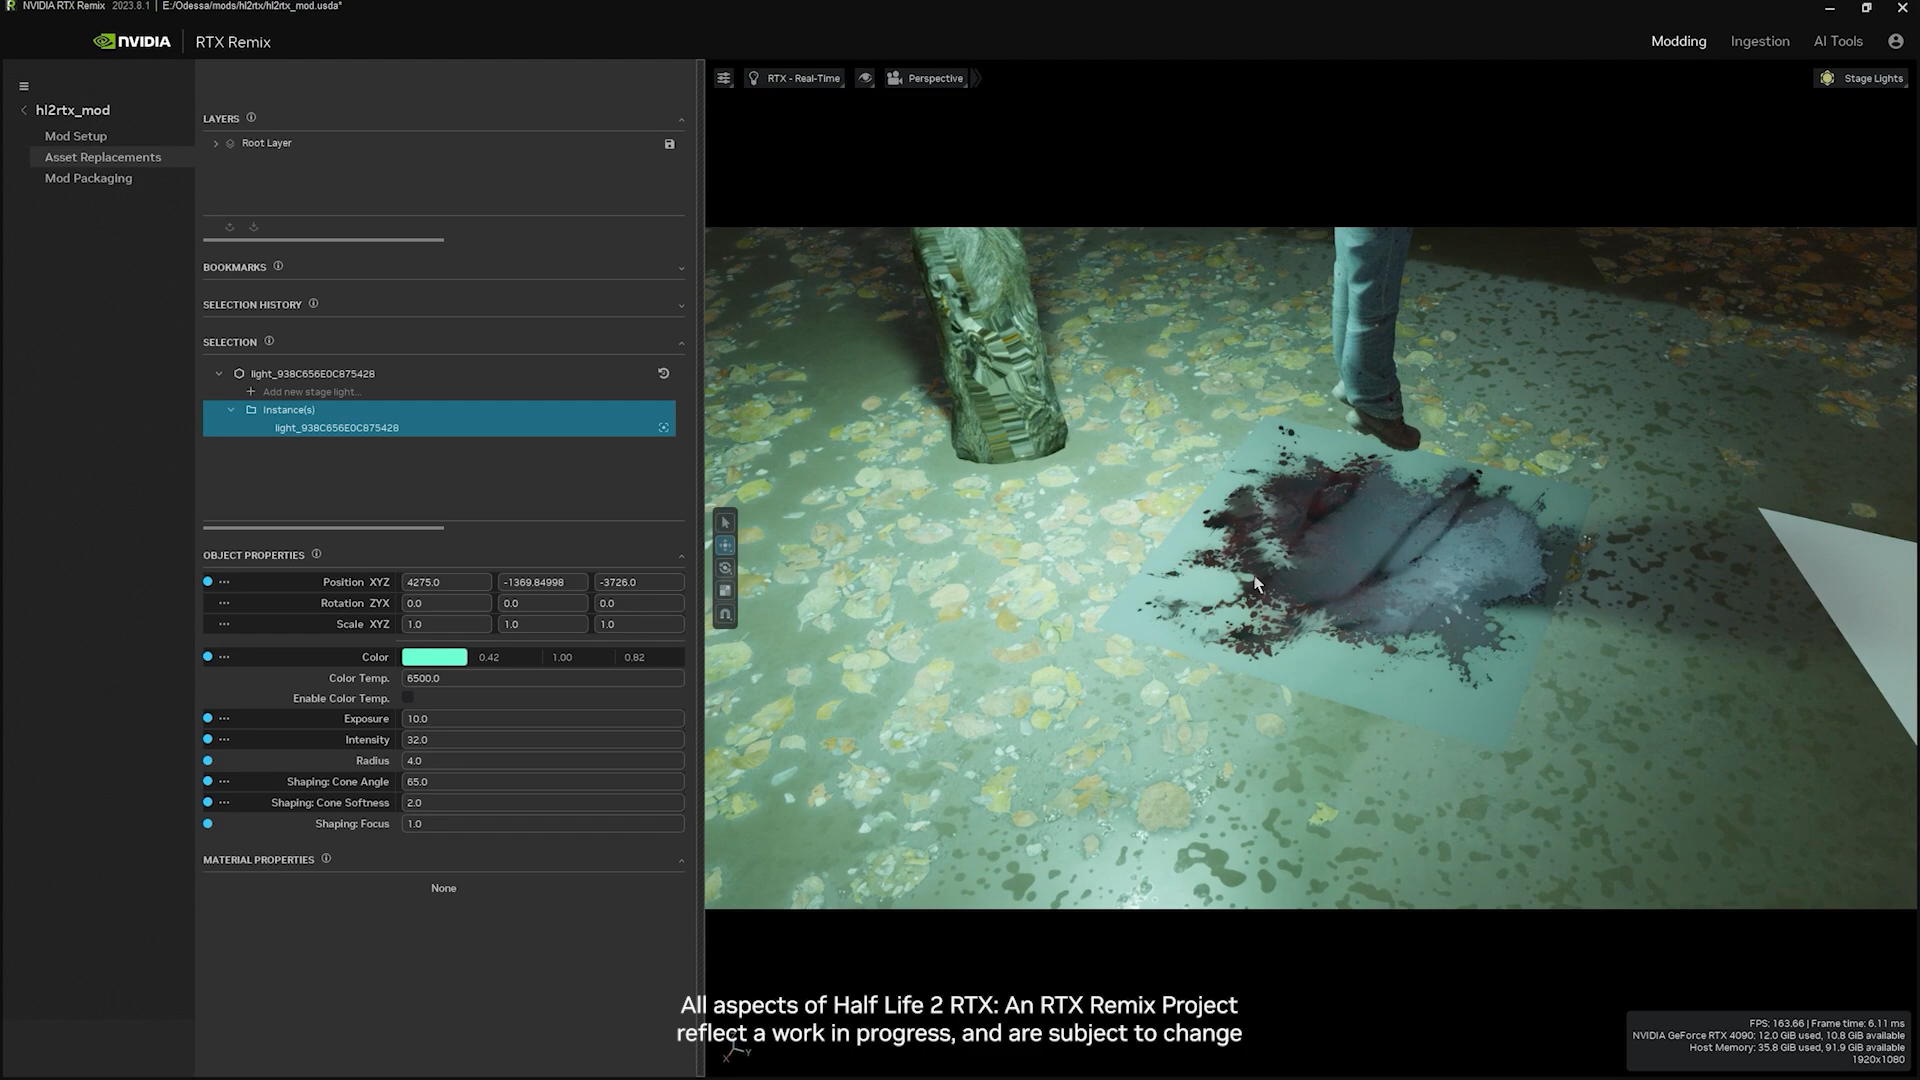 NVIDIA RTX Remix 2023.8.1 | E:/Odessa/mods/hl2rtx/hl2rtx_mod.usda*
NVIDIA RTX Remix
Modding Ingestion AI Tools
hl2rtx_mod
Mod Setup
Asset Replacements
Mod Packaging
LAYERS
Root Layer
BOOKMARKS
SELECTION HISTORY
SELECTION
light_938C656E0C875428
Add new stage light...
Instance(s)
light_938C656E0C875428
OBJECT PROPERTIES
Position XYZ 4275.0 -1369.84998 -3726.0
Rotation ZYX 0.0 0.0 0.0
Scale XYZ 1.0 1.0 1.0
Color 0.42 1.00 0.82
Color Temp. 6500.0
Enable Color Temp.
Exposure 10.0
Intensity 32.0
Radius 4.0
Shaping: Cone Angle 65.0
Shaping: Cone Softness 2.0
Shaping: Focus 1.0
MATERIAL PROPERTIES
None
RTX - Real-Time Perspective Stage Lights
All aspects of Half Life 2 RTX: An RTX Remix Project
reflect a work in progress, and are subject to change
X Y
FPS: 163.66 | Frame time: 6.11 ms
NVIDIA GeForce RTX 4090: 12.0 GiB used, 10.8 GiB available
Host Memory: 35.8 GiB used, 91.9 GiB available
1920x1080